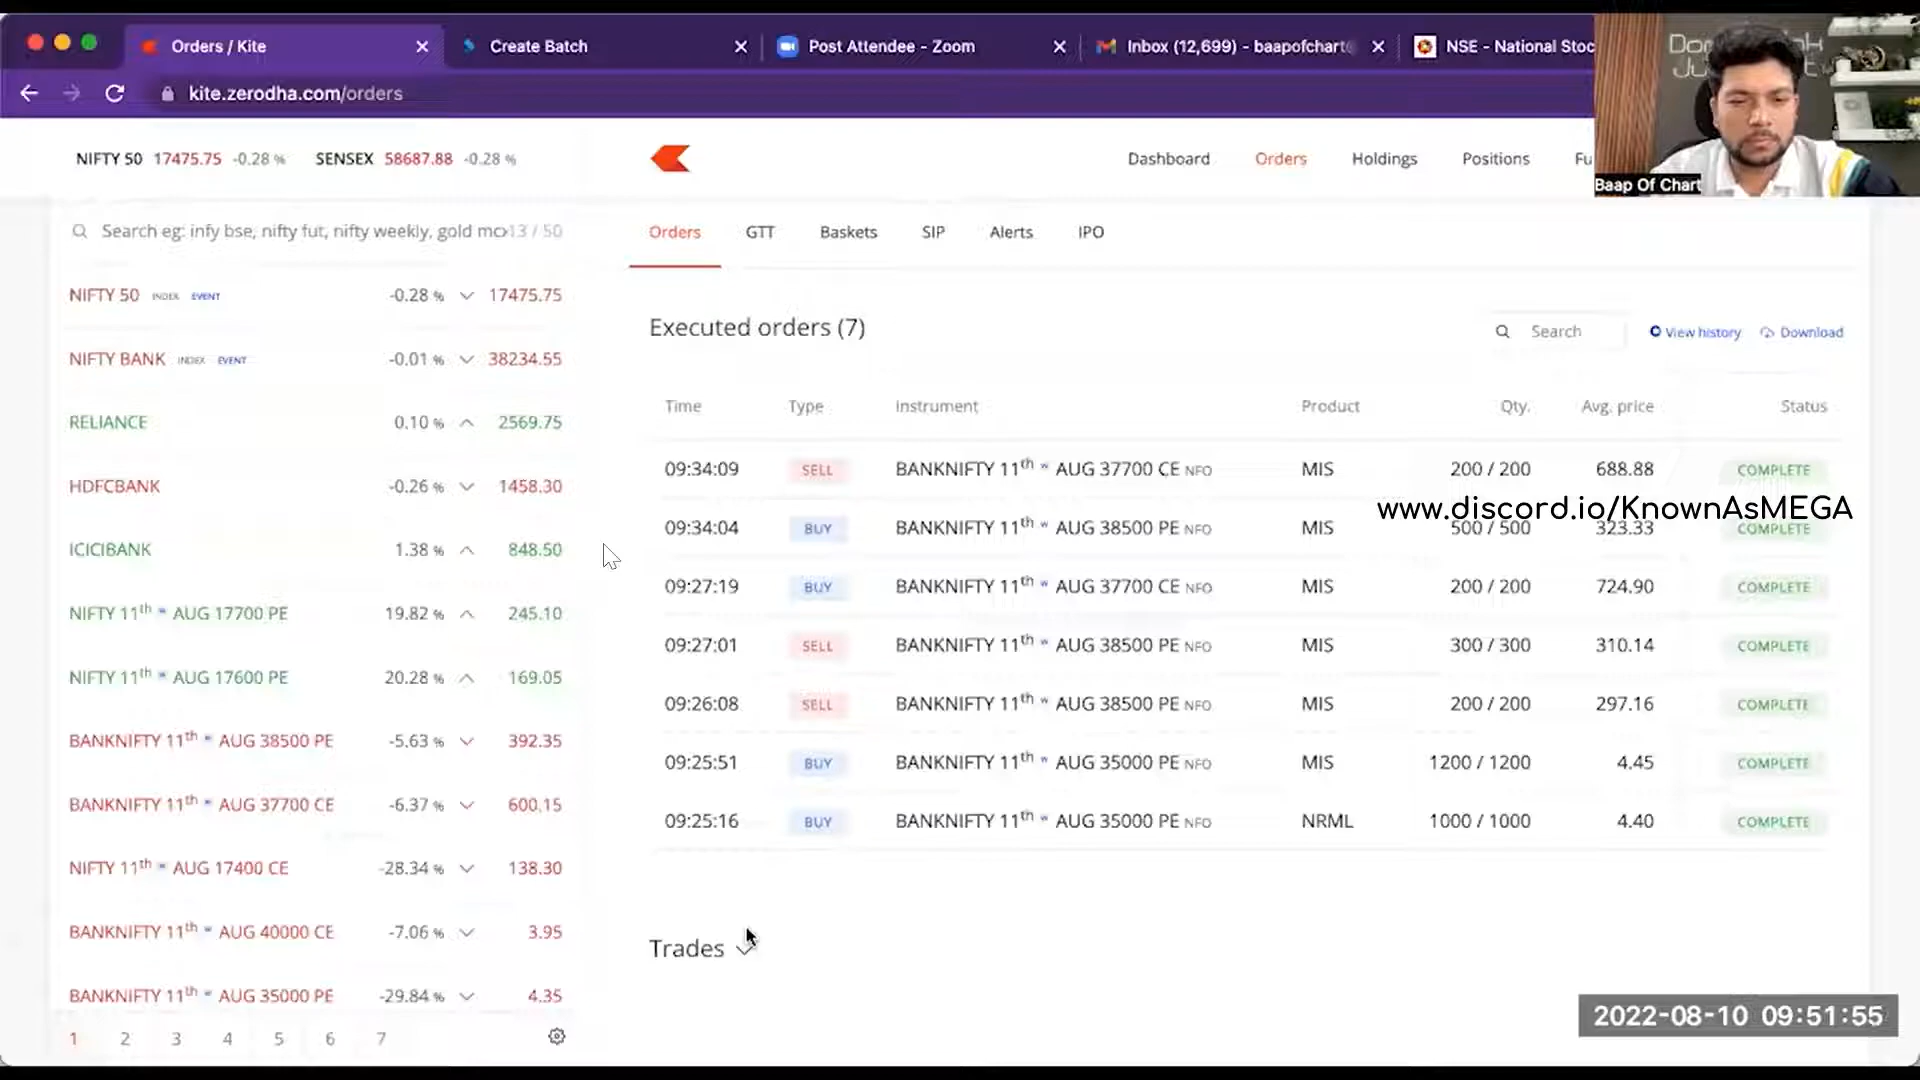 Orders / Kite
Create Batch
Post Attendee - Zoom
Inbox (12,699) - baapofchart
NSE - National Stoc
kite.zerodha.com/orders
Baap Of Chart
NIFTY 50 17475.75 -0.28 % SENSEX 58687.88 -0.28 %
Dashboard Orders Holdings Positions Fu
Search eg: infy bse, nifty fut, nifty weekly, gold mcx 13 / 50
NIFTY 50 INDEX EVENT -0.28 % 17475.75
NIFTY BANK INDEX EVENT -0.01 % 38234.55
RELIANCE 0.10 % 2569.75
HDFCBANK -0.26 % 1458.30
ICICIBANK 1.38 % 848.50
NIFTY 11th w AUG 17700 PE 19.82 % 245.10
NIFTY 11th w AUG 17600 PE 20.28 % 169.05
BANKNIFTY 11th w AUG 38500 PE -5.63 % 392.35
BANKNIFTY 11th w AUG 37700 CE -6.37 % 600.15
NIFTY 11th w AUG 17400 CE -28.34 % 138.30
BANKNIFTY 11th w AUG 40000 CE -7.06 % 3.95
BANKNIFTY 11th w AUG 35000 PE -29.84 % 4.35
1 2 3 4 5 6 7
Orders GTT Baskets SIP Alerts IPO
Executed orders (7)
Search View history Download
Time Type Instrument Product Qty. Avg. price Status
09:34:09 SELL BANKNIFTY 11th w AUG 37700 CE NFO MIS 200 / 200 688.88 COMPLETE
www.discord.io/KnownAsMEGA
09:34:04 BUY BANKNIFTY 11th w AUG 38500 PE NFO MIS 500 / 500 323.33 COMPLETE
09:27:19 BUY BANKNIFTY 11th w AUG 37700 CE NFO MIS 200 / 200 724.90 COMPLETE
09:27:01 SELL BANKNIFTY 11th w AUG 38500 PE NFO MIS 300 / 300 310.14 COMPLETE
09:26:08 SELL BANKNIFTY 11th w AUG 38500 PE NFO MIS 200 / 200 297.16 COMPLETE
09:25:51 BUY BANKNIFTY 11th w AUG 35000 PE NFO MIS 1200 / 1200 4.45 COMPLETE
09:25:16 BUY BANKNIFTY 11th w AUG 35000 PE NFO NRML 1000 / 1000 4.40 COMPLETE
Trades
2022-08-10 09:51:55